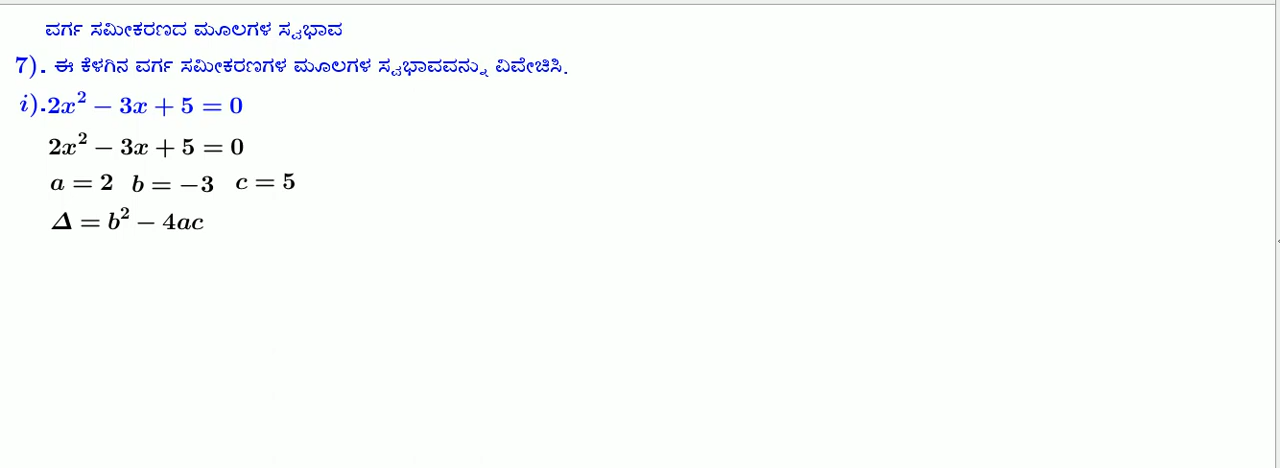 ವರ್ಗ ಸಮೀಕರಣದ ಮೂಲಗಳ ಸ್ವಭಾವ
7). ಈ ಕೆಳಗಿನ ವರ್ಗ ಸಮೀಕರಣಗಳ ಮೂಲಗಳ ಸ್ವಭಾವವನ್ನು ವಿವೇಚಿಸಿ.
i).2x² − 3x + 5 = 0
2x² − 3x + 5 = 0
a = 2 b = −3 c = 5
Δ = b² − 4ac